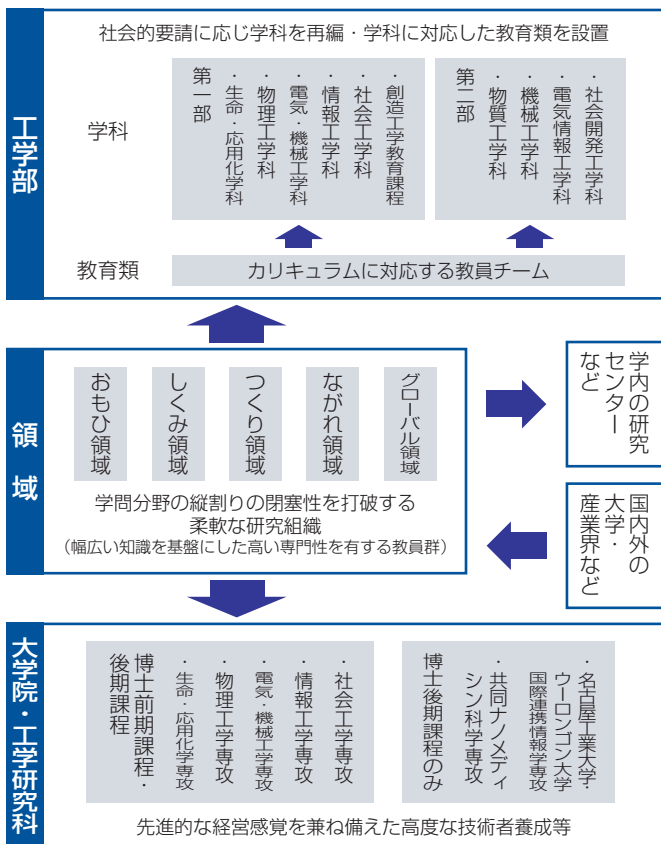 工学部
社会的要請に応じ学科を再編・学科に対応した教育類を設置
学科
第一部
・生命・応用化学科
・物理工学科
・電気・機械工学科
・情報工学科
・社会工学科
・創造工学教育課程
第二部
・物質工学科
・機械工学科
・電気情報工学科
・社会開発工学科
教育類
カリキュラムに対応する教員チーム
領域
おもひ領域
しくみ領域
つくり領域
ながれ領域
グローバル領域
学問分野の縦割りの閉塞性を打破する
柔軟な研究組織
（幅広い知識を基盤にした高い専門性を有する教員群）
学内の研究
センター
など
国内外の
大学・
産業界など
大学院・工学研究科
博士前期課程・
後期課程
・生命・応用化学専攻
・物理工学専攻
・電気・機械工学専攻
・情報工学専攻
・社会工学専攻
博士後期課程のみ
・共同ナノメディ
シン科学専攻
・名古屋工業大学・
ウーロンゴン大学
国際連携情報学専攻
先進的な経営感覚を兼ね備えた高度な技術者養成等